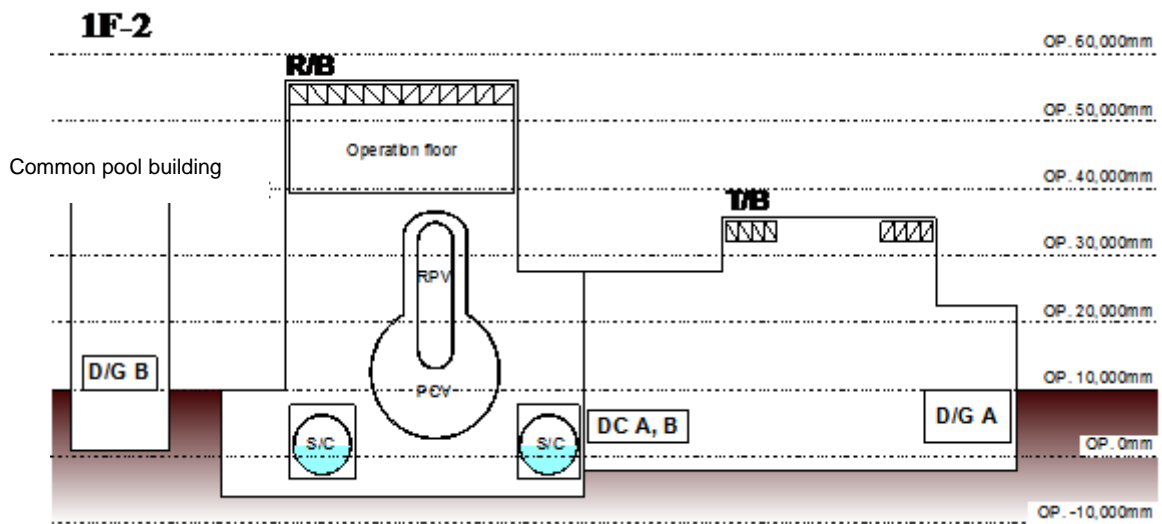 1F-2
OP. 60,000mm
R/B
OP. 50,000mm
Operation floor
Common pool building
OP. 40,000mm
T/B
OP. 30,000mm
RPV
OP. 20,000mm
D/G B
OP. 10,000mm
PCV
D/G A
DC A, B
S/C
S/C
OP. 0mm
OP. -10,000mm